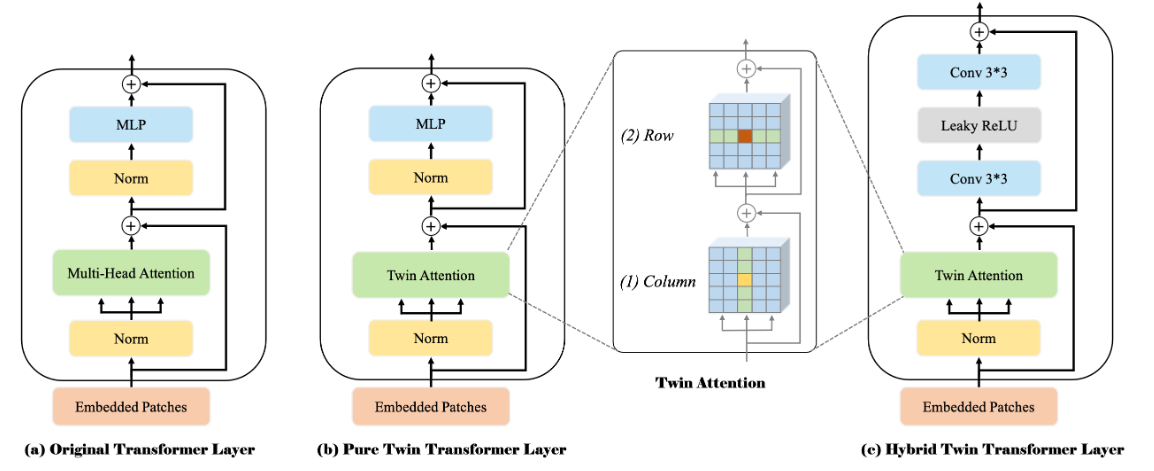 +
MLP
Norm
+
Multi-Head Attention
Norm
Embedded Patches
(a) Original Transformer Layer
+
MLP
Norm
+
Twin Attention
Norm
Embedded Patches
(b) Pure Twin Transformer Layer
+
(2) Row
+
(1) Column
Twin Attention
+
Conv 3*3
Leaky ReLU
Conv 3*3
+
Twin Attention
Norm
Embedded Patches
(c) Hybrid Twin Transformer Layer